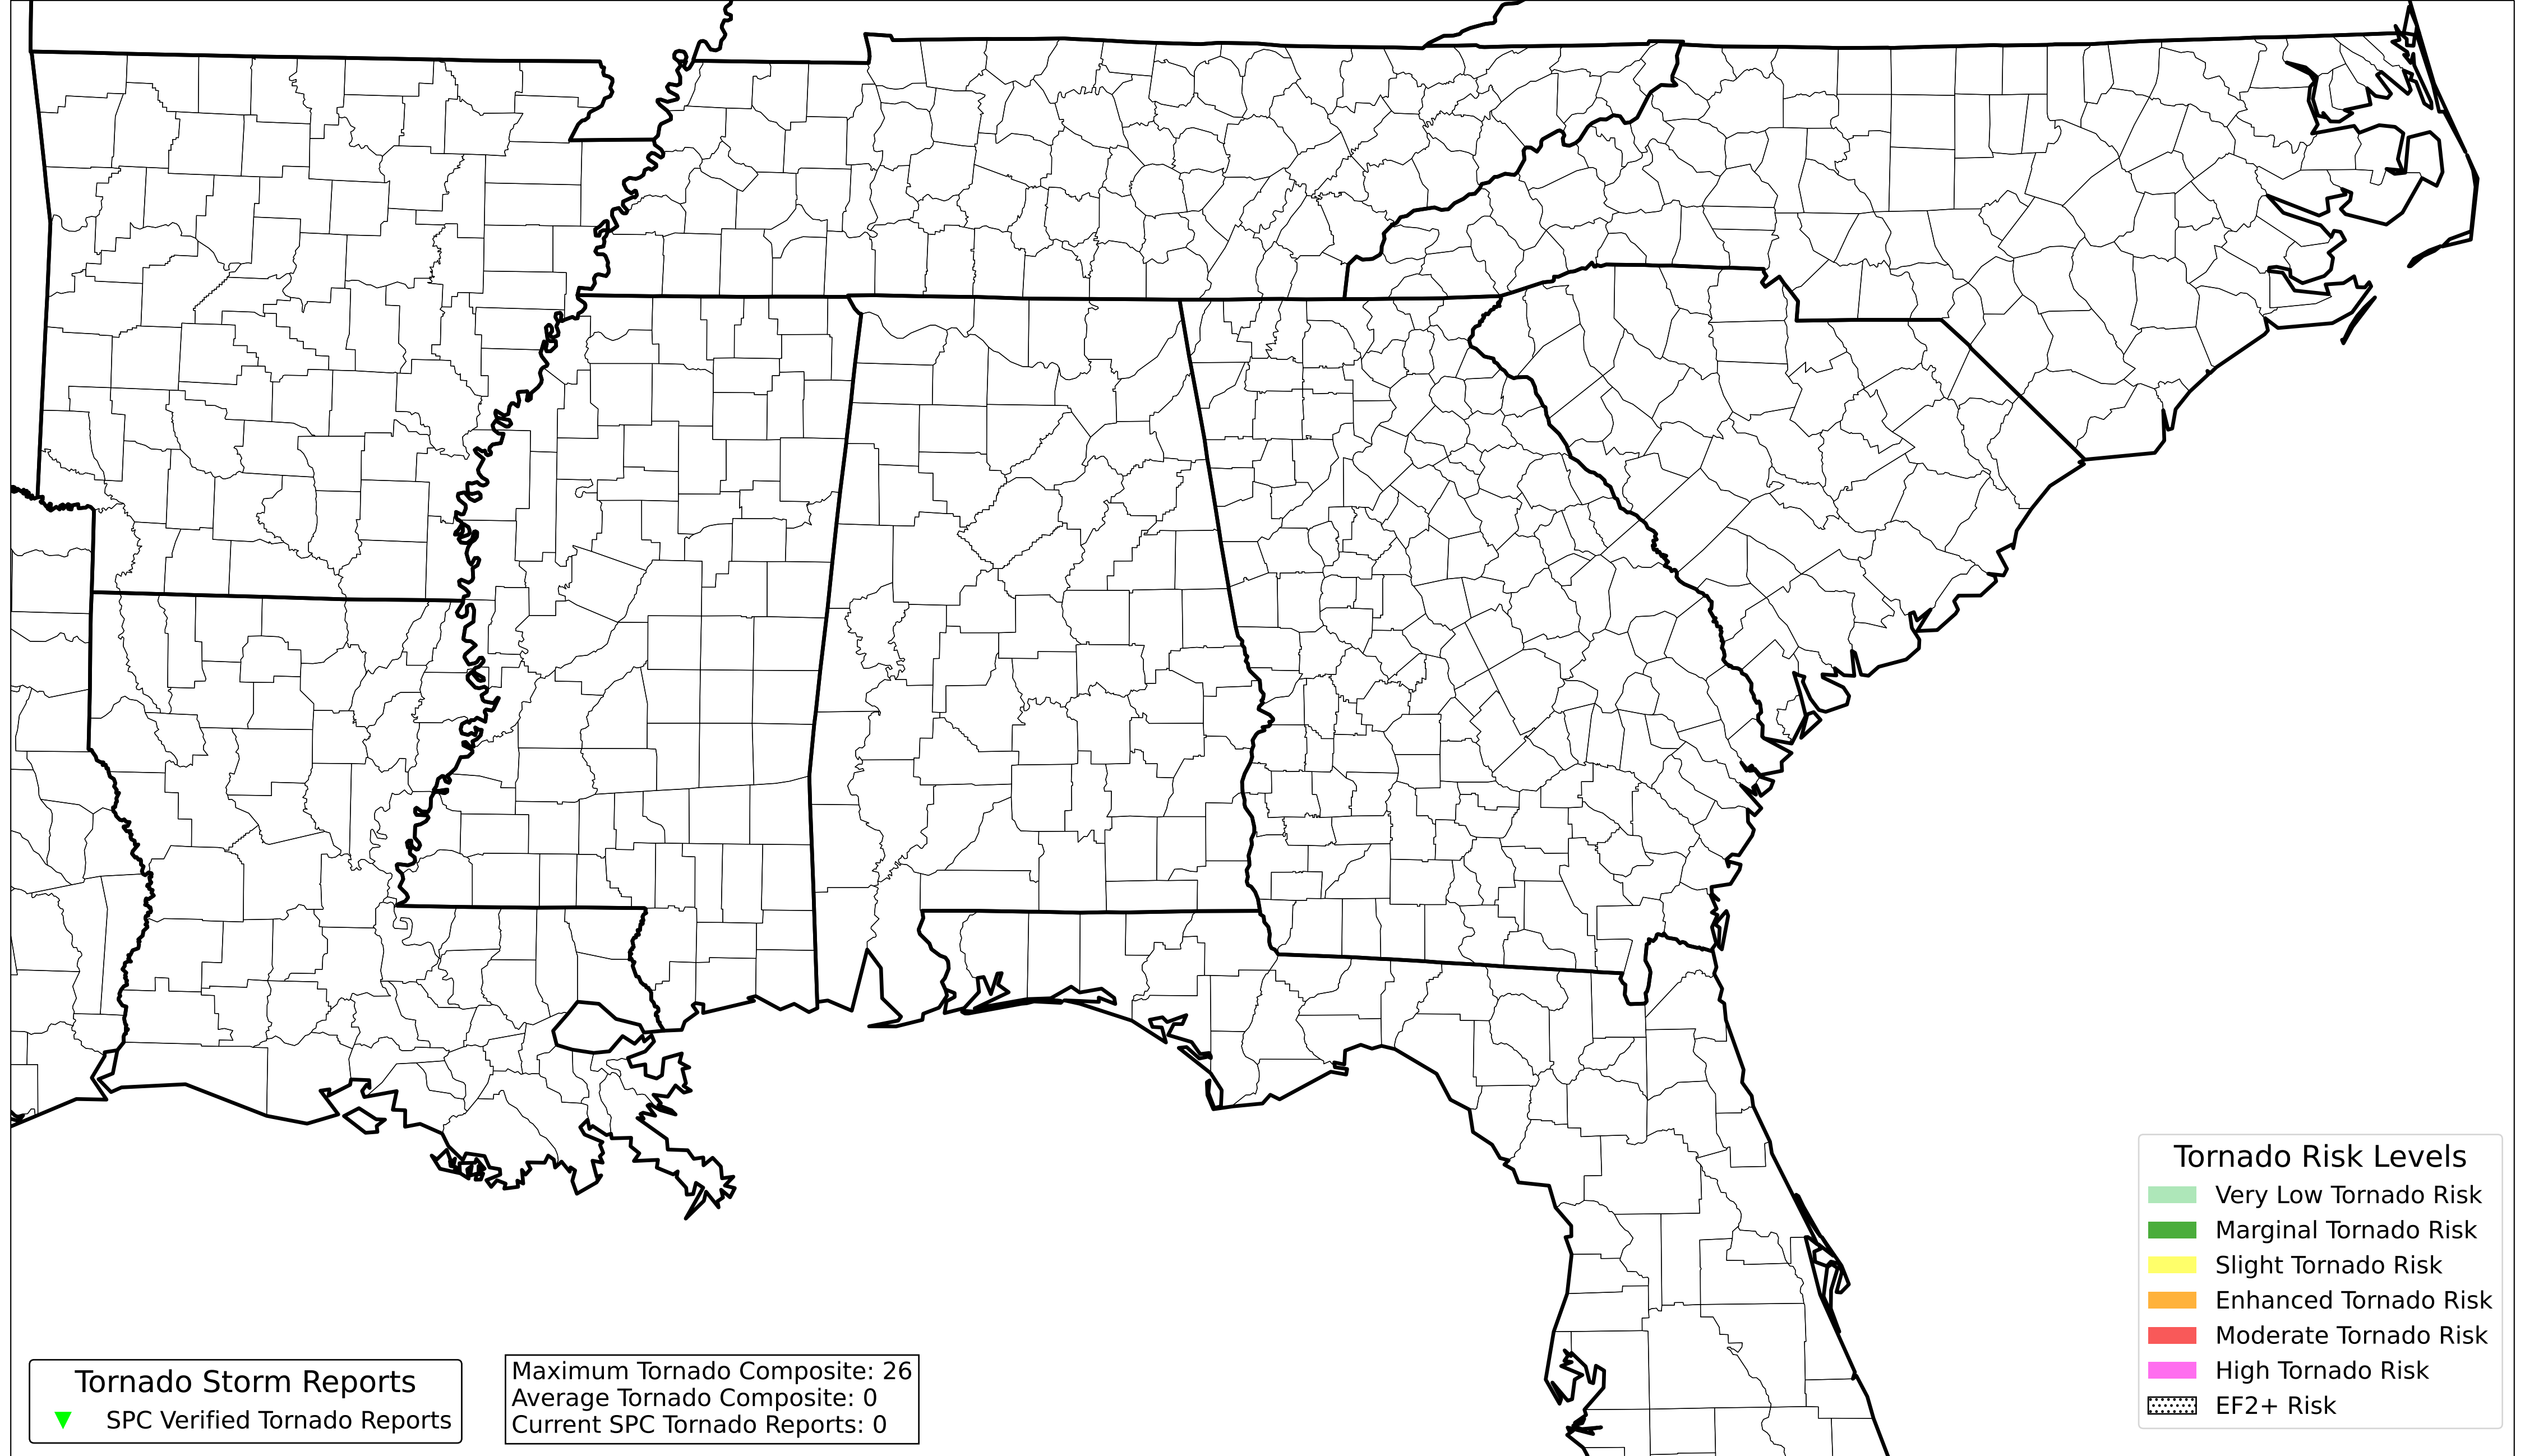 Tornado Storm Reports
SPC Verified Tornado Reports
Maximum Tornado Composite: 26
Average Tornado Composite: 0
Current SPC Tornado Reports: 0
Tornado Risk Levels
Very Low Tornado Risk
Marginal Tornado Risk
Slight Tornado Risk
Enhanced Tornado Risk
Moderate Tornado Risk
High Tornado Risk
EF2+ Risk